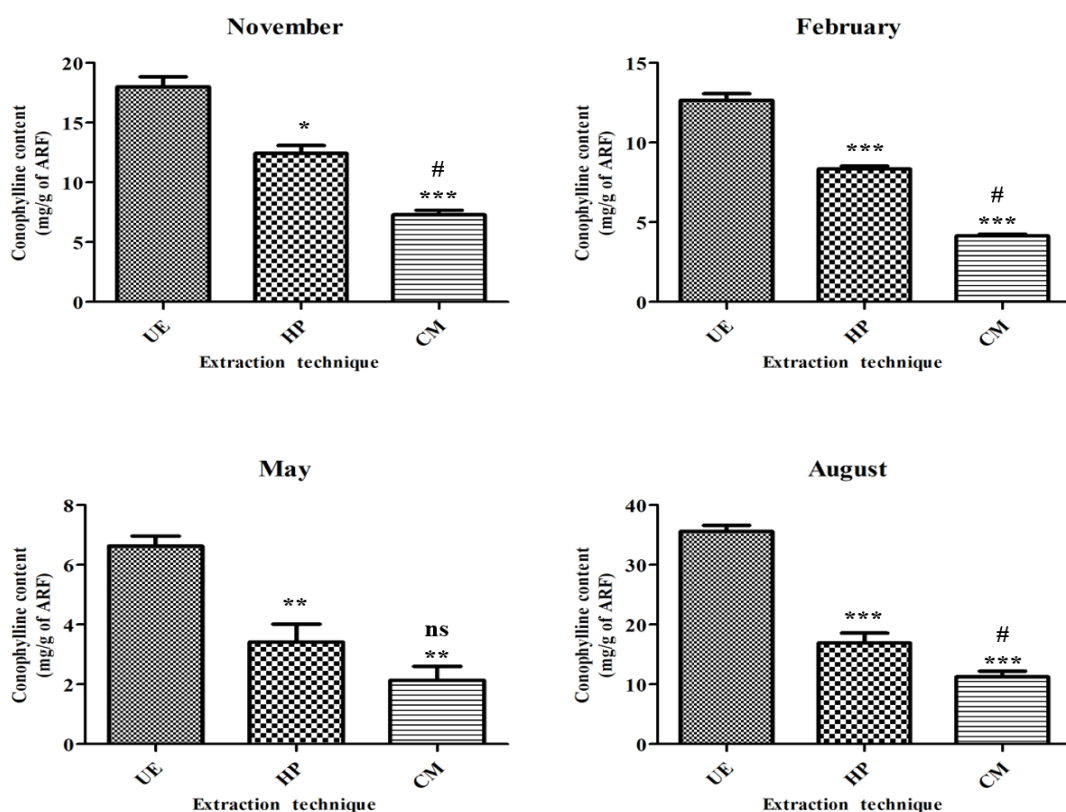 November
Conophylline content
(mg/g of ARF)
20
15
10
5
0
*
#
***
UE
HP
CM
Extraction technique
February
Conophylline content
(mg/g of ARF)
15
10
5
0
***
#
***
UE
HP
CM
Extraction technique
May
Conophylline content
(mg/g of ARF)
8
6
4
2
0
**
ns
**
UE
HP
CM
Extraction technique
August
Conophylline content
(mg/g of ARF)
40
30
20
10
0
***
#
***
UE
HP
CM
Extraction technique